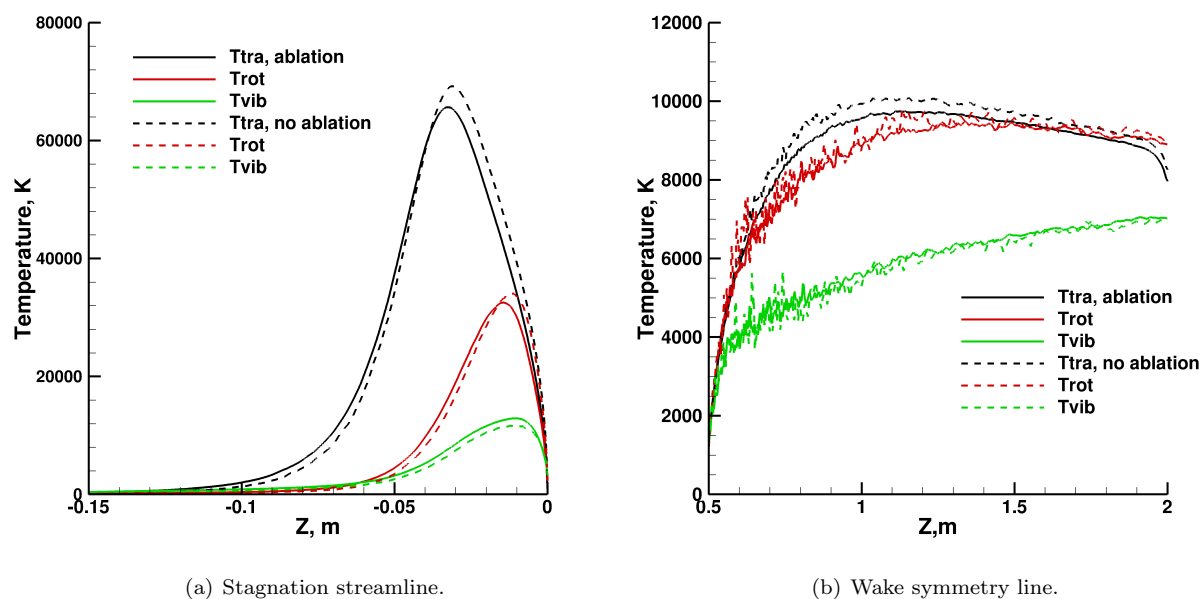 80000
60000
40000
20000
0
Temperature, K
Ttra, ablation
Trot
Tvib
Ttra, no ablation
Trot
Tvib
-0.15 -0.1 -0.05 0
Z, m
(a) Stagnation streamline.
12000
10000
8000
6000
4000
2000
0
Temperature, K
Ttra, ablation
Trot
Tvib
Ttra, no ablation
Trot
Tvib
0.5 1 1.5 2
Z,m
(b) Wake symmetry line.